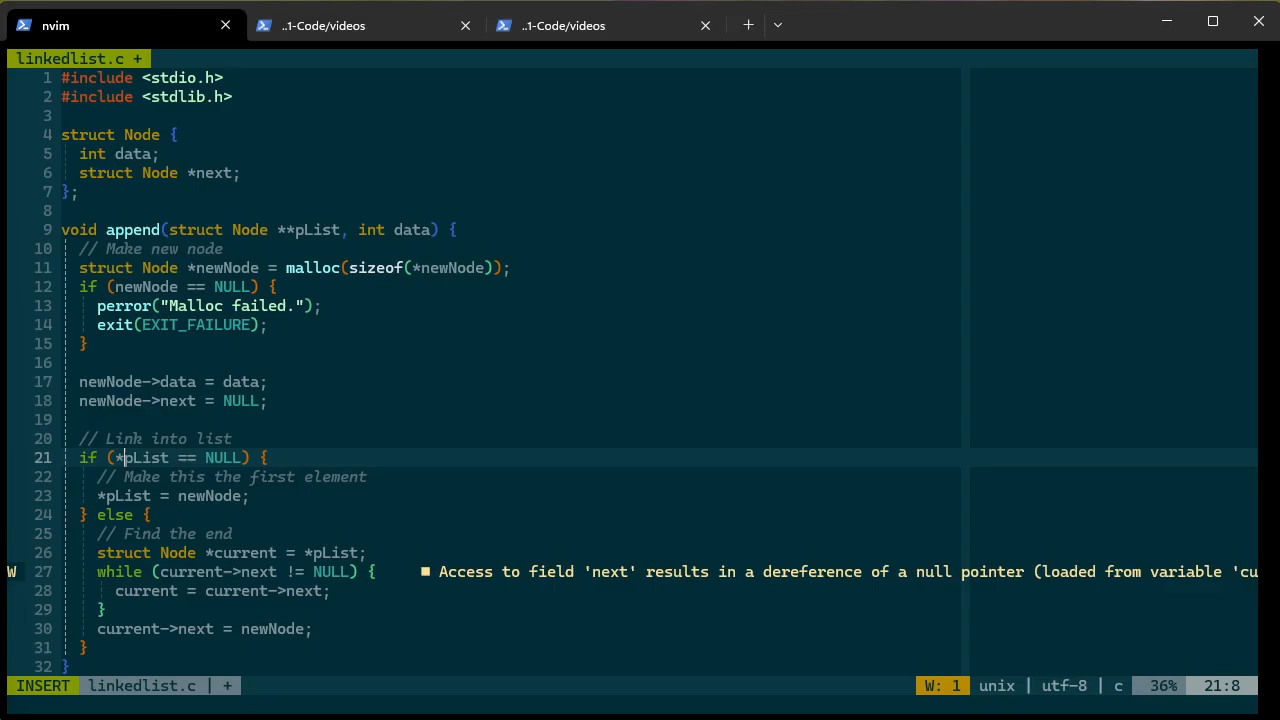 nvim
..1-Code/videos
..1-Code/videos
linkedlist.c +
1 #include <stdio.h>
2 #include <stdlib.h>
3
4 struct Node {
5   int data;
6   struct Node *next;
7 };
8
9 void append(struct Node **pList, int data) {
10   // Make new node
11   struct Node *newNode = malloc(sizeof(*newNode));
12   if (newNode == NULL) {
13     perror("Malloc failed.");
14     exit(EXIT_FAILURE);
15   }
16
17   newNode->data = data;
18   newNode->next = NULL;
19
20   // Link into list
21   if (*pList == NULL) {
22     // Make this the first element
23     *pList = newNode;
24   } else {
25     // Find the end
26     struct Node *current = *pList;
W 27     while (current->next != NULL) {     ■ Access to field 'next' results in a dereference of a null pointer (loaded from variable 'cu
28       current = current->next;
29     }
30     current->next = newNode;
31   }
32 }
INSERT linkedlist.c | + W: 1 unix | utf-8 | c 36% 21:8